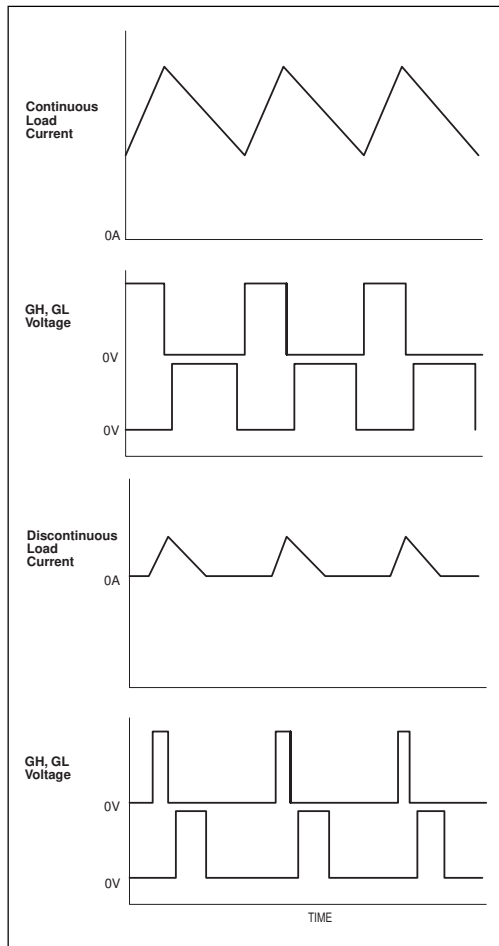 Continuous
Load
Current
0A
GH, GL
Voltage
0V
0V
Discontinuous
Load
Current
0A
GH, GL
Voltage
0V
0V
TIME